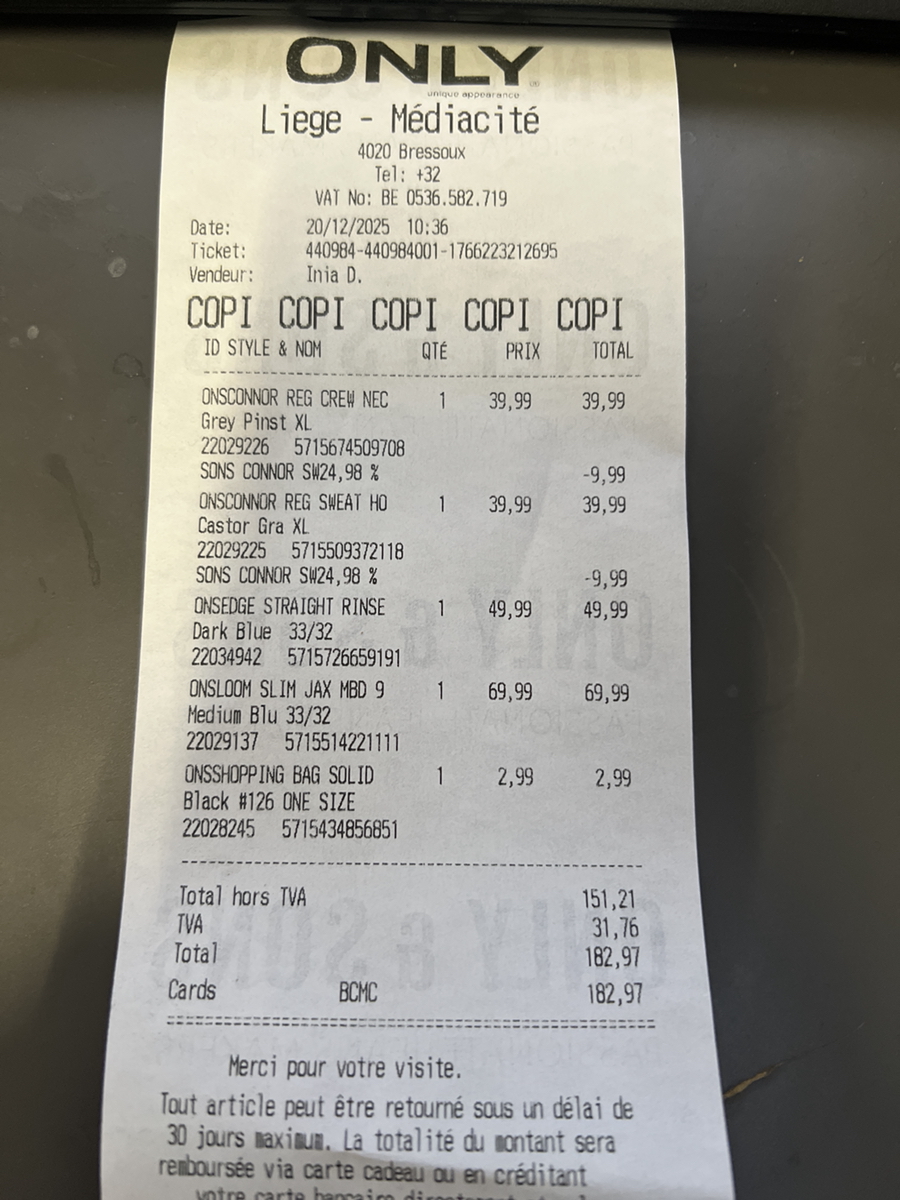 ONLY
unique appearance
Liege - Médiacité
4020 Bressoux
Tel: +32
VAT No: BE 0536.582.719
Date: 20/12/2025 10:36
Ticket: 440984-440984001-1766223212695
Vendeur: Inia D.
COPI COPI COPI COPI COPI
ID STYLE & NOM QTÉ PRIX TOTAL
ONSCONNOR REG CREW NEC 1 39,99 39,99
Grey Pinst XL
22029226 5715674509708
SONS CONNOR SW24,98 % -9,99
ONSCONNOR REG SWEAT HO 1 39,99 39,99
Castor Gra XL
22029225 5715509372118
SONS CONNOR SW24,98 % -9,99
ONSEDGE STRAIGHT RINSE 1 49,99 49,99
Dark Blue 33/32
22034942 5715726659191
ONSLOOM SLIM JAX MBD 9 1 69,99 69,99
Medium Blu 33/32
22029137 5715514221111
ONSSHOPPING BAG SOLID 1 2,99 2,99
Black #126 ONE SIZE
22028245 5715434856851
Total hors TVA 151,21
TVA 31,76
Total 182,97
Cards BCMC 182,97
Merci pour votre visite.
Tout article peut être retourné sous un délai de
30 jours maximum. La totalité du montant sera
remboursée via carte cadeau ou en créditant
votre carte bancaire